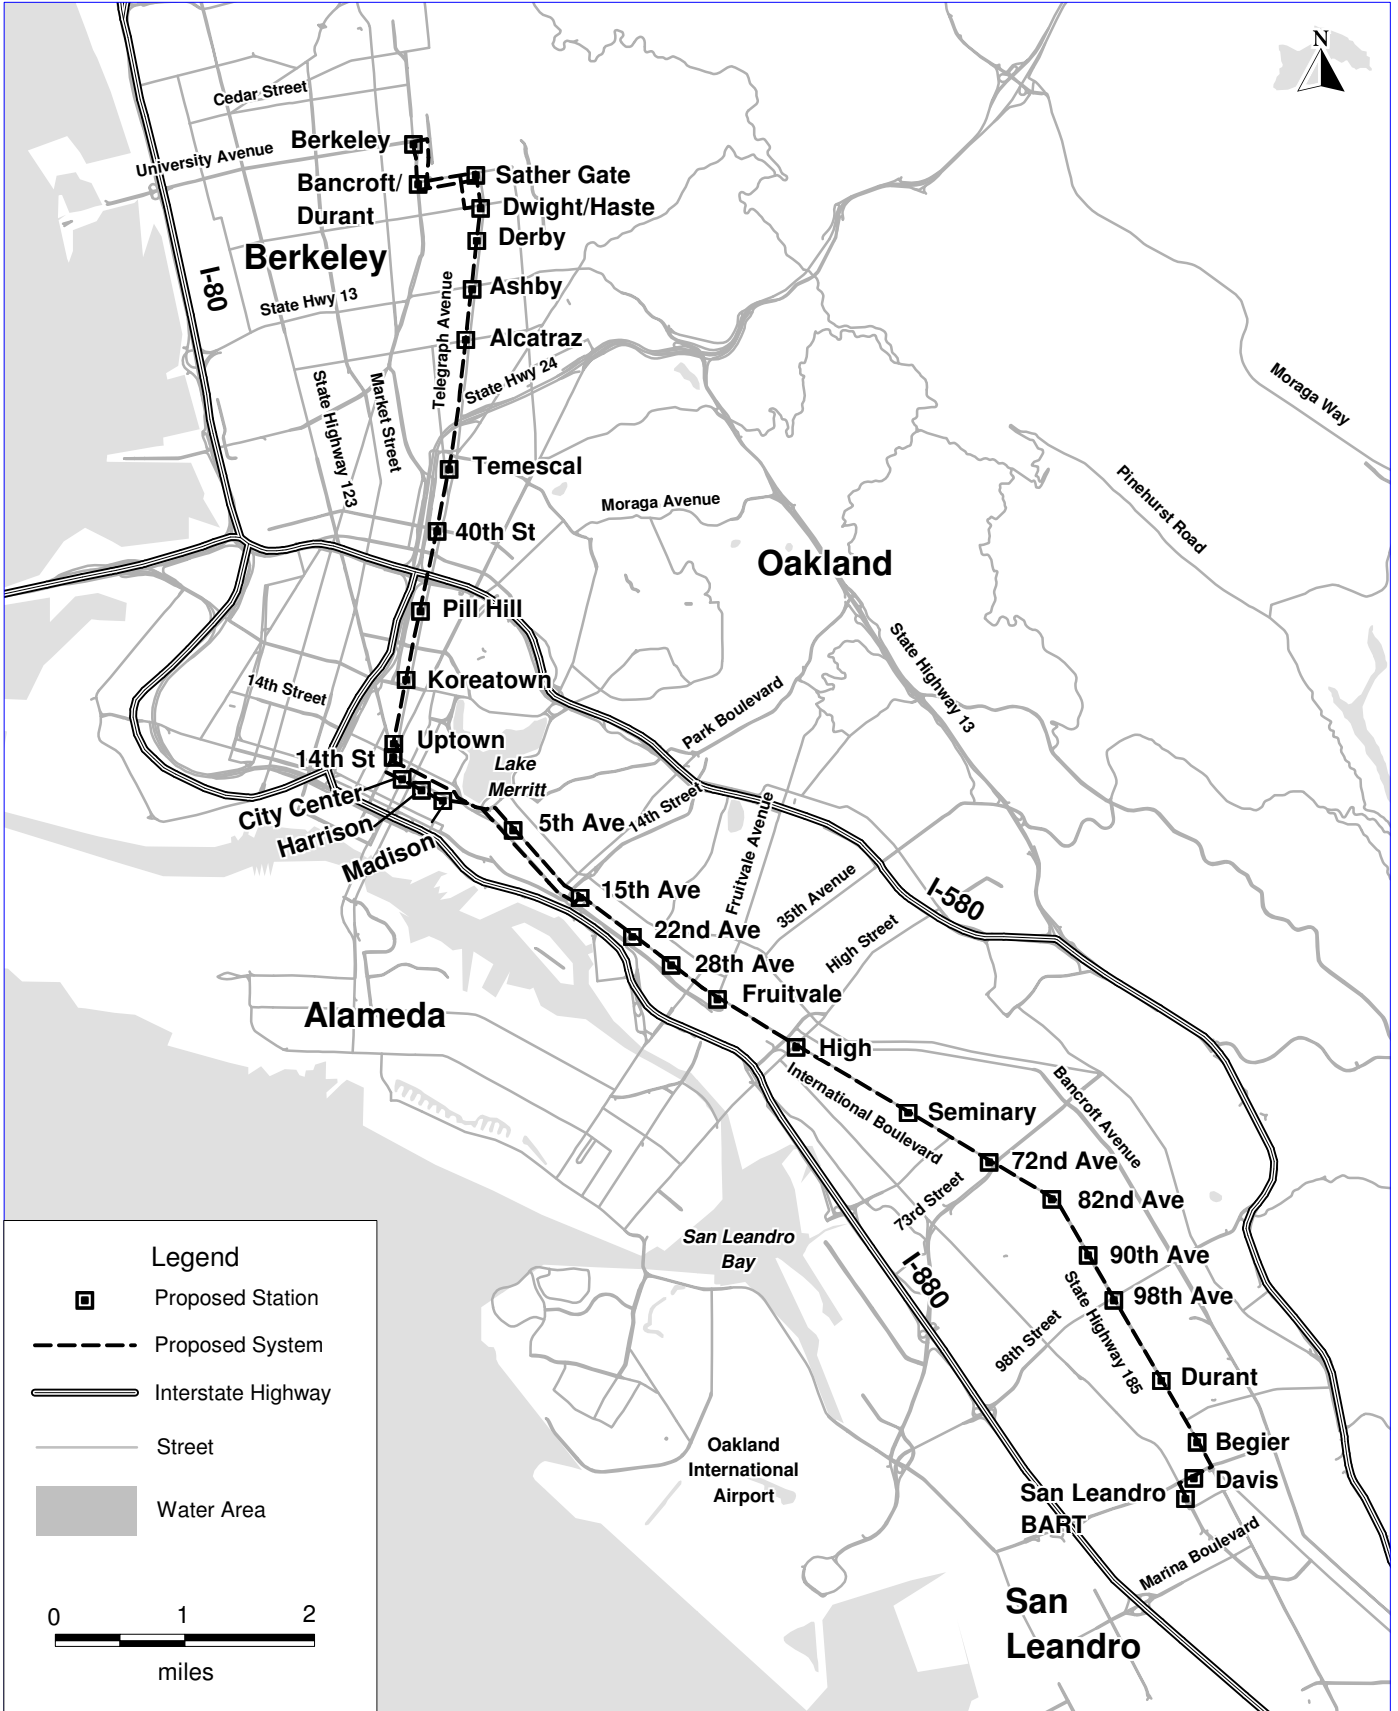 N
Cedar Street
University Avenue
Berkeley
Bancroft/
Durant
Sather Gate
Dwight/Haste
Derby
Berkeley
I-80
State Hwy 13
Telegraph Avenue
Ashby
Alcatraz
State Hwy 24
State Highway 123
Market Street
Moraga Way
Temescal
Pinehurst Road
Moraga Avenue
40th St
Oakland
Pill Hill
State Highway 13
14th Street
Koreatown
Park Boulevard
Uptown
14th St
Lake
Merritt
City Center
Harrison
Madison
5th Ave
14th Street
Fruitvale Avenue
15th Ave
35th Avenue
I-580
22nd Ave
High Street
28th Ave
Fruitvale
Alameda
High
International Boulevard
Bancroft Avenue
Seminary
72nd Ave
73rd Street
82nd Ave
San Leandro
Bay
I-880
90th Ave
State Highway 185
98th Ave
98th Street
Durant
Begier
Oakland
International
Airport
Davis
San Leandro
BART
Marina Boulevard
San
Leandro
Legend
Proposed Station
Proposed System
Interstate Highway
Street
Water Area
0 1 2
miles